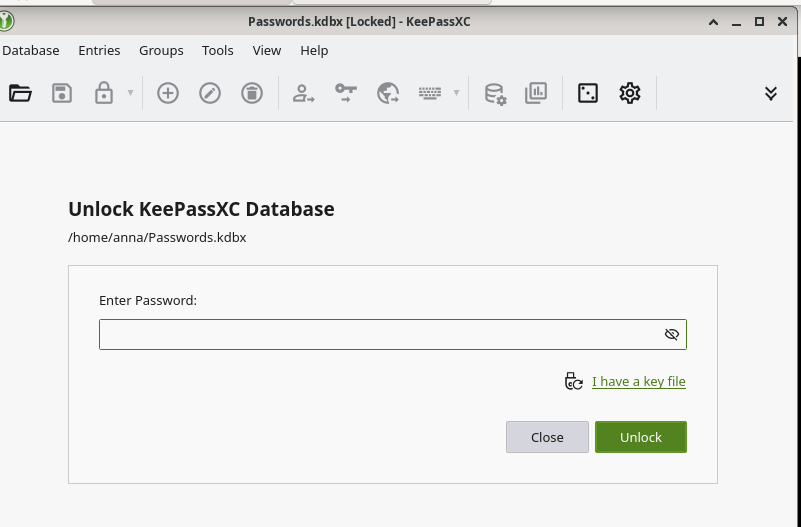 Passwords.kdbx [Locked] - KeePassXC
Database Entries Groups Tools View Help
Unlock KeePassXC Database
/home/anna/Passwords.kdbx
Enter Password:
I have a key file
Close Unlock